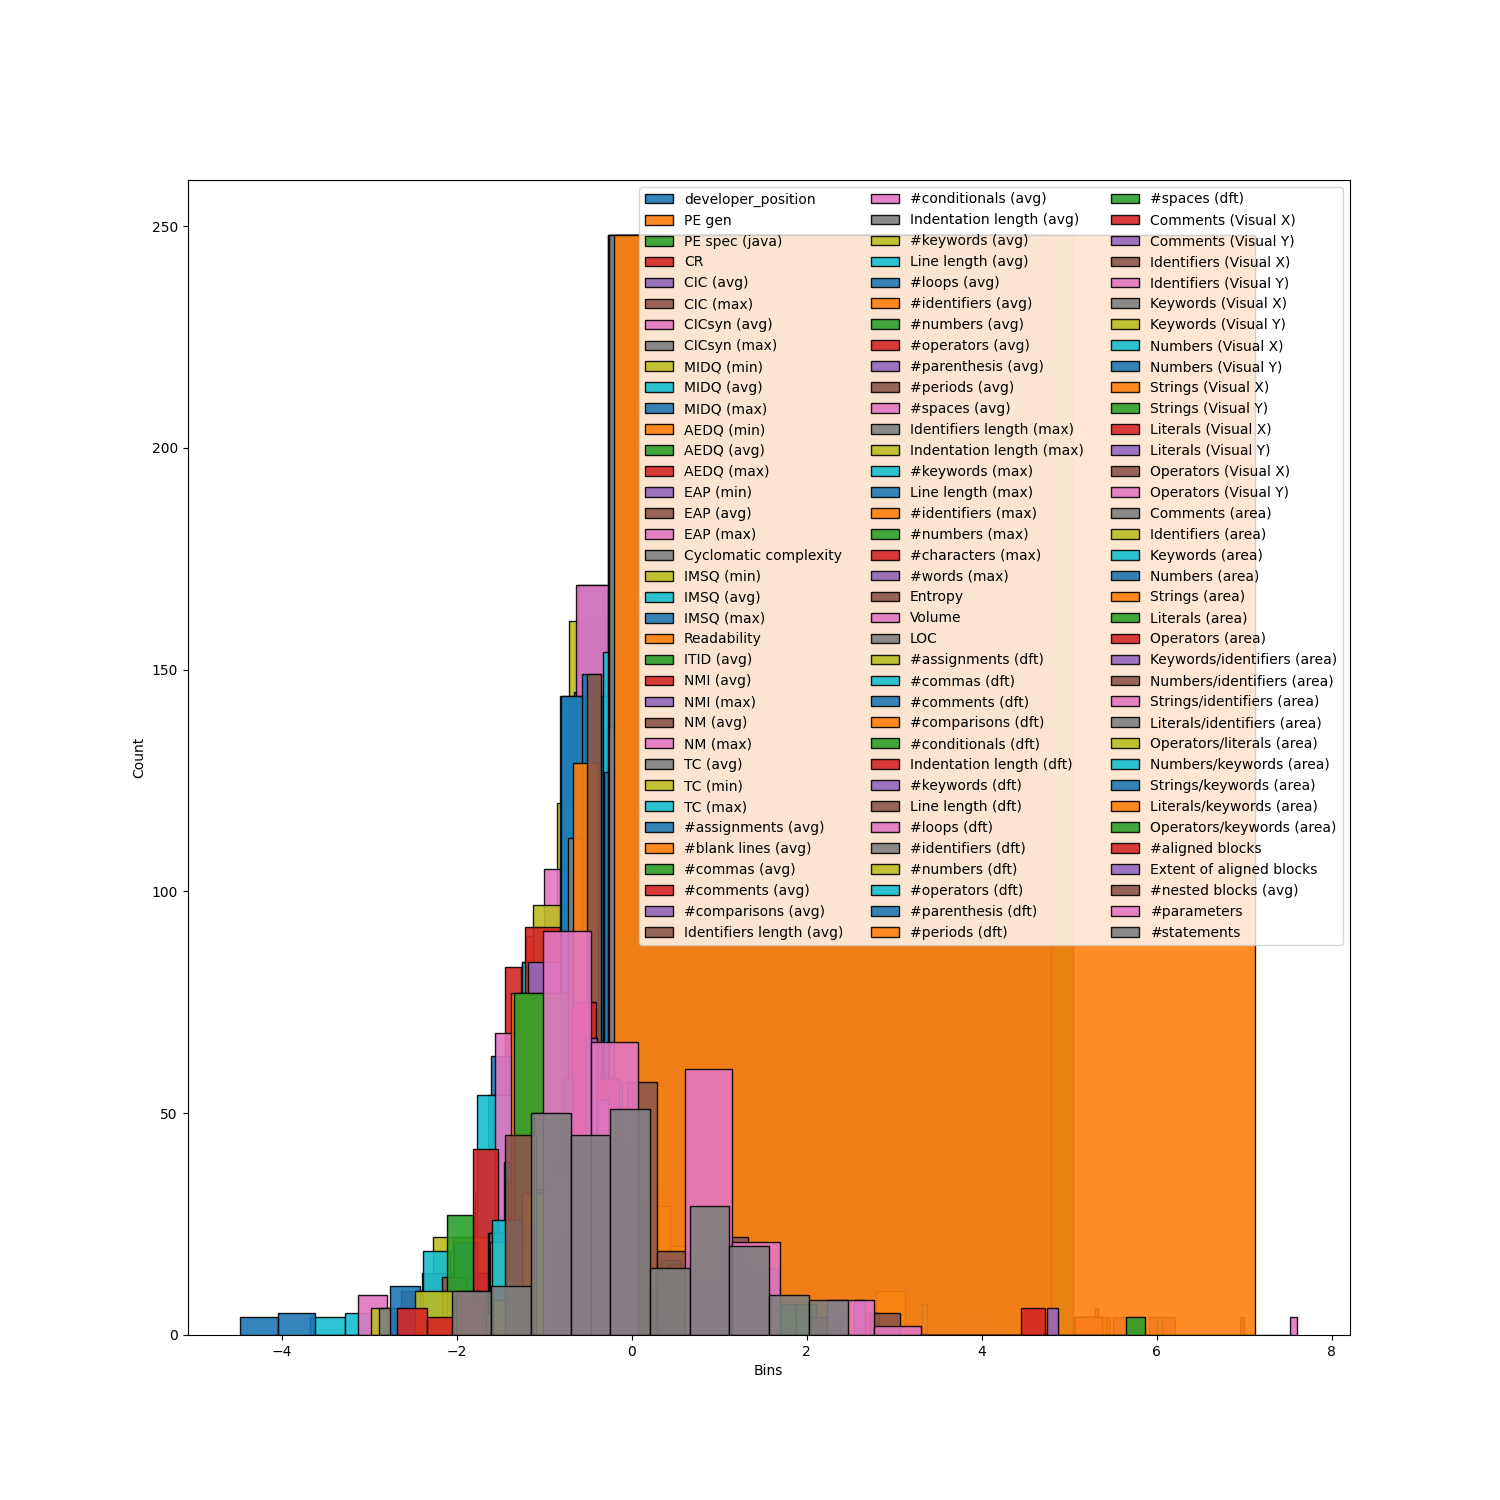 250
200
150
100
50
0
Count
−4
−2
0
2
4
6
8
Bins
developer_position
PE gen
PE spec (java)
CR
CIC (avg)
CIC (max)
CICsyn (avg)
CICsyn (max)
MIDQ (min)
MIDQ (avg)
MIDQ (max)
AEDQ (min)
AEDQ (avg)
AEDQ (max)
EAP (min)
EAP (avg)
EAP (max)
Cyclomatic complexity
IMSQ (min)
IMSQ (avg)
IMSQ (max)
Readability
ITID (avg)
NMI (avg)
NMI (max)
NM (avg)
NM (max)
TC (avg)
TC (min)
TC (max)
#assignments (avg)
#blank lines (avg)
#commas (avg)
#comments (avg)
#comparisons (avg)
Identifiers length (avg)
#conditionals (avg)
Indentation length (avg)
#keywords (avg)
Line length (avg)
#loops (avg)
#identifiers (avg)
#numbers (avg)
#operators (avg)
#parenthesis (avg)
#periods (avg)
#spaces (avg)
Identifiers length (max)
Indentation length (max)
#keywords (max)
Line length (max)
#identifiers (max)
#numbers (max)
#characters (max)
#words (max)
Entropy
Volume
LOC
#assignments (dft)
#commas (dft)
#comments (dft)
#comparisons (dft)
#conditionals (dft)
Indentation length (dft)
#keywords (dft)
Line length (dft)
#loops (dft)
#identifiers (dft)
#numbers (dft)
#operators (dft)
#parenthesis (dft)
#periods (dft)
#spaces (dft)
Comments (Visual X)
Comments (Visual Y)
Identifiers (Visual X)
Identifiers (Visual Y)
Keywords (Visual X)
Keywords (Visual Y)
Numbers (Visual X)
Numbers (Visual Y)
Strings (Visual X)
Strings (Visual Y)
Literals (Visual X)
Literals (Visual Y)
Operators (Visual X)
Operators (Visual Y)
Comments (area)
Identifiers (area)
Keywords (area)
Numbers (area)
Strings (area)
Literals (area)
Operators (area)
Keywords/identifiers (area)
Numbers/identifiers (area)
Strings/identifiers (area)
Literals/identifiers (area)
Operators/literals (area)
Numbers/keywords (area)
Strings/keywords (area)
Literals/keywords (area)
Operators/keywords (area)
#aligned blocks
Extent of aligned blocks
#nested blocks (avg)
#parameters
#statements